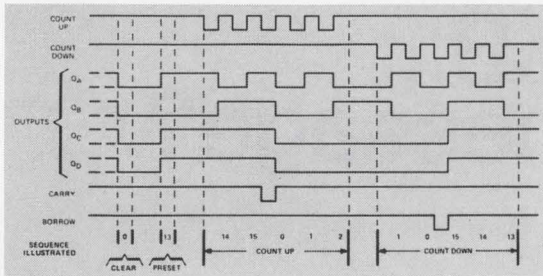 COUNT
UP
COUNT
DOWN
OUTPUTS
QA
QB
QC
QD
CARRY
BORROW
SEQUENCE
ILLUSTRATED
0 13 14 15 0 1 2 1 0 15 14 13
CLEAR PRESET COUNT UP COUNT DOWN